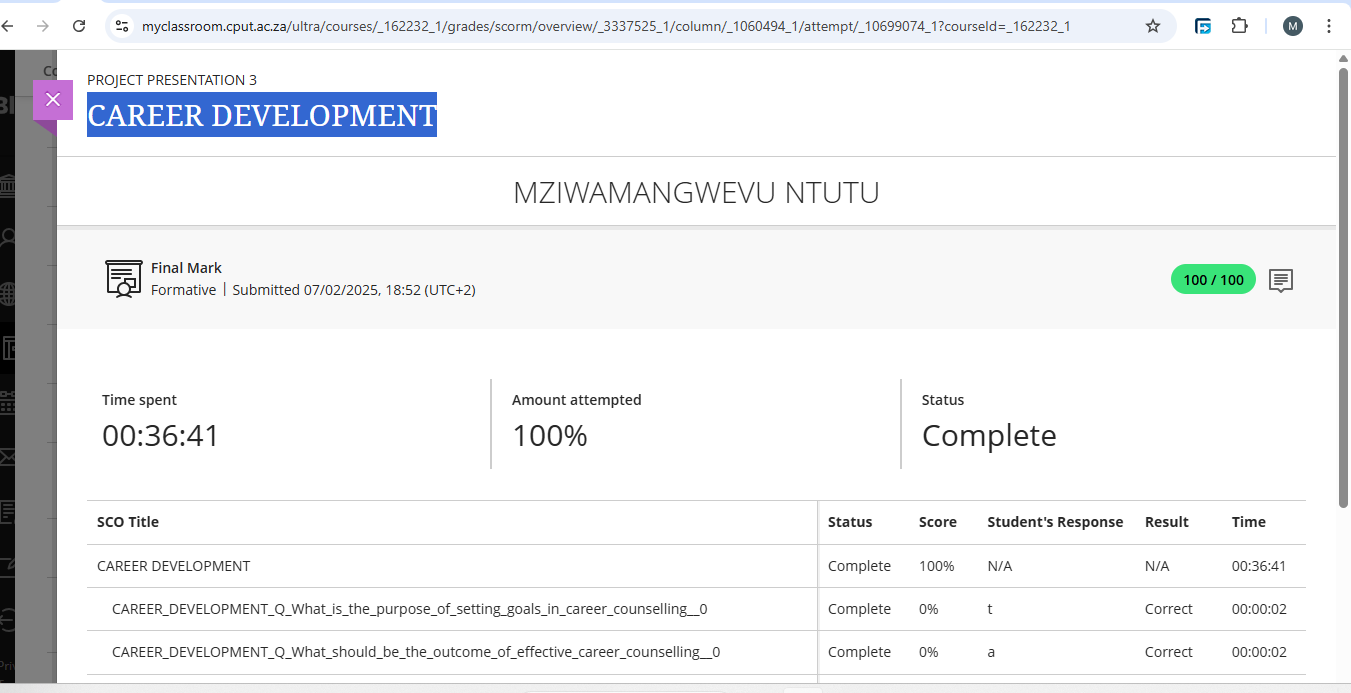 myclassroom.cput.ac.za/ultra/courses/_162232_1/grades/scorm/overview/_3337525_1/column/_1060494_1/attempt/_10699074_1?courseId=_162232_1
M
PROJECT PRESENTATION 3
CAREER DEVELOPMENT
MZIWAMANGWEVU NTUTU
Final Mark
Formative | Submitted 07/02/2025, 18:52 (UTC+2)
100 / 100
Time spent
00:36:41
Amount attempted
100%
Status
Complete
SCO Title Status Score Student's Response Result Time
CAREER DEVELOPMENT Complete 100% N/A N/A 00:36:41
CAREER_DEVELOPMENT_Q_What_is_the_purpose_of_setting_goals_in_career_counselling__0 Complete 0% t Correct 00:00:02
CAREER_DEVELOPMENT_Q_What_should_be_the_outcome_of_effective_career_counselling__0 Complete 0% a Correct 00:00:02